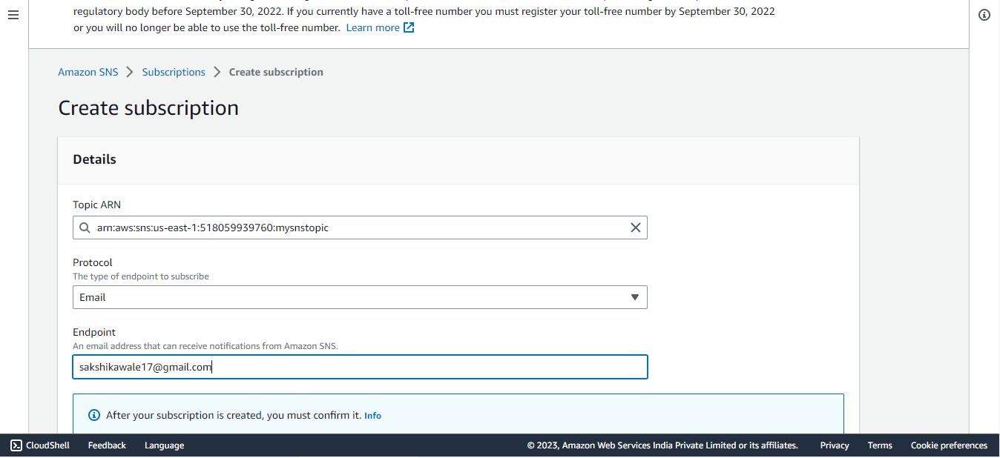 regulatory body before September 30, 2022. If you currently have a toll-free number you must register your toll-free number by September 30, 2022
or you will no longer be able to use the toll-free number. Learn more
Amazon SNS > Subscriptions > Create subscription
Create subscription
Details
Topic ARN
arn:aws:sns:us-east-1:518059939760:mysnstopic
Protocol
The type of endpoint to subscribe
Email
Endpoint
An email address that can receive notifications from Amazon SNS.
sakshikawale17@gmail.com
After your subscription is created, you must confirm it. Info
CloudShell Feedback Language © 2023, Amazon Web Services India Private Limited or its affiliates. Privacy Terms Cookie preferences